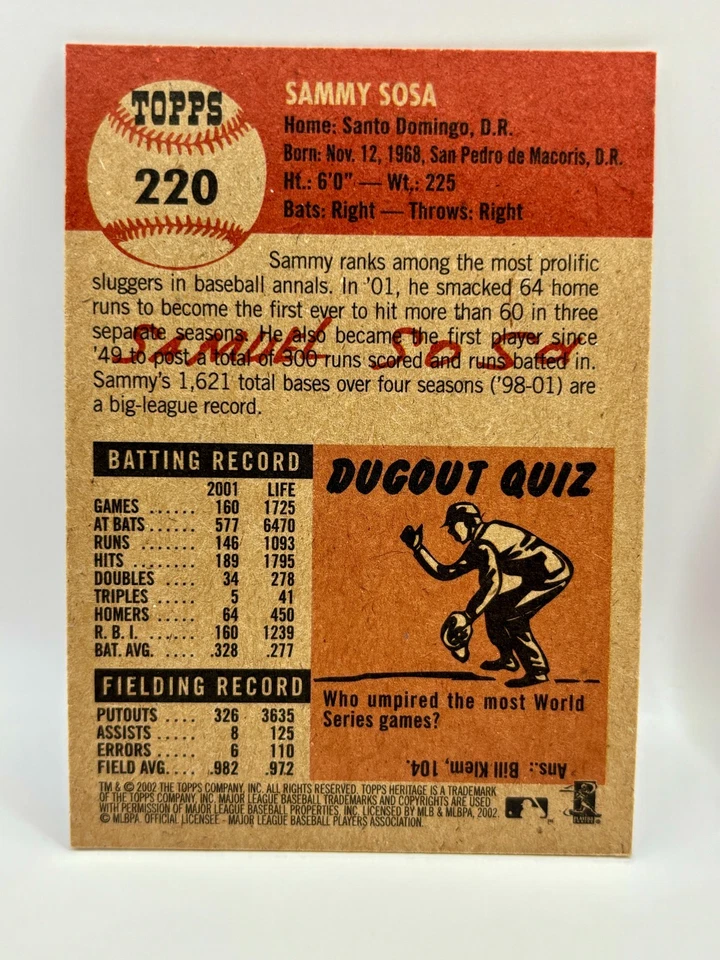 TOPPS
220
SAMMY SOSA
Home: Santo Domingo, D.R.
Born: Nov. 12, 1968, San Pedro de Macoris, D.R.
Ht.: 6'0" — Wt.: 225
Bats: Right — Throws: Right
Sammy ranks among the most prolific
sluggers in baseball annals. In '01, he smacked 64 home
runs to become the first ever to hit more than 60 in three
separate seasons. He also became the first player since
'49 to post a total of 300 runs scored and runs batted in.
Sammy's 1,621 total bases over four seasons ('98-01) are
a big-league record.
SAMUEL SOSA
BATTING RECORD
2001 LIFE
GAMES ...... 160 1725
AT BATS ..... 577 6470
RUNS ....... 146 1093
HITS ........ 189 1795
DOUBLES .... 34 278
TRIPLES ..... 5 41
HOMERS .... 64 450
R. B. I. ...... 160 1239
BAT. AVG. .... .328 .277
FIELDING RECORD
PUTOUTS .... 326 3635
ASSISTS ..... 8 125
ERRORS ..... 6 110
FIELD AVG. ... .982 .972
DUGOUT QUIZ
Who umpired the most World
Series games?
Ans.: Bill Klem, 104.
TM & © 2002 THE TOPPS COMPANY, INC. ALL RIGHTS RESERVED. TOPPS HERITAGE IS A TRADEMARK
OF THE TOPPS COMPANY, INC. MAJOR LEAGUE BASEBALL TRADEMARKS AND COPYRIGHTS ARE USED
WITH PERMISSION OF MAJOR LEAGUE BASEBALL PROPERTIES, INC. LICENSED BY MLB & MLBPA, 2002.
© MLBPA. OFFICIAL LICENSEE - MAJOR LEAGUE BASEBALL PLAYERS ASSOCIATION.